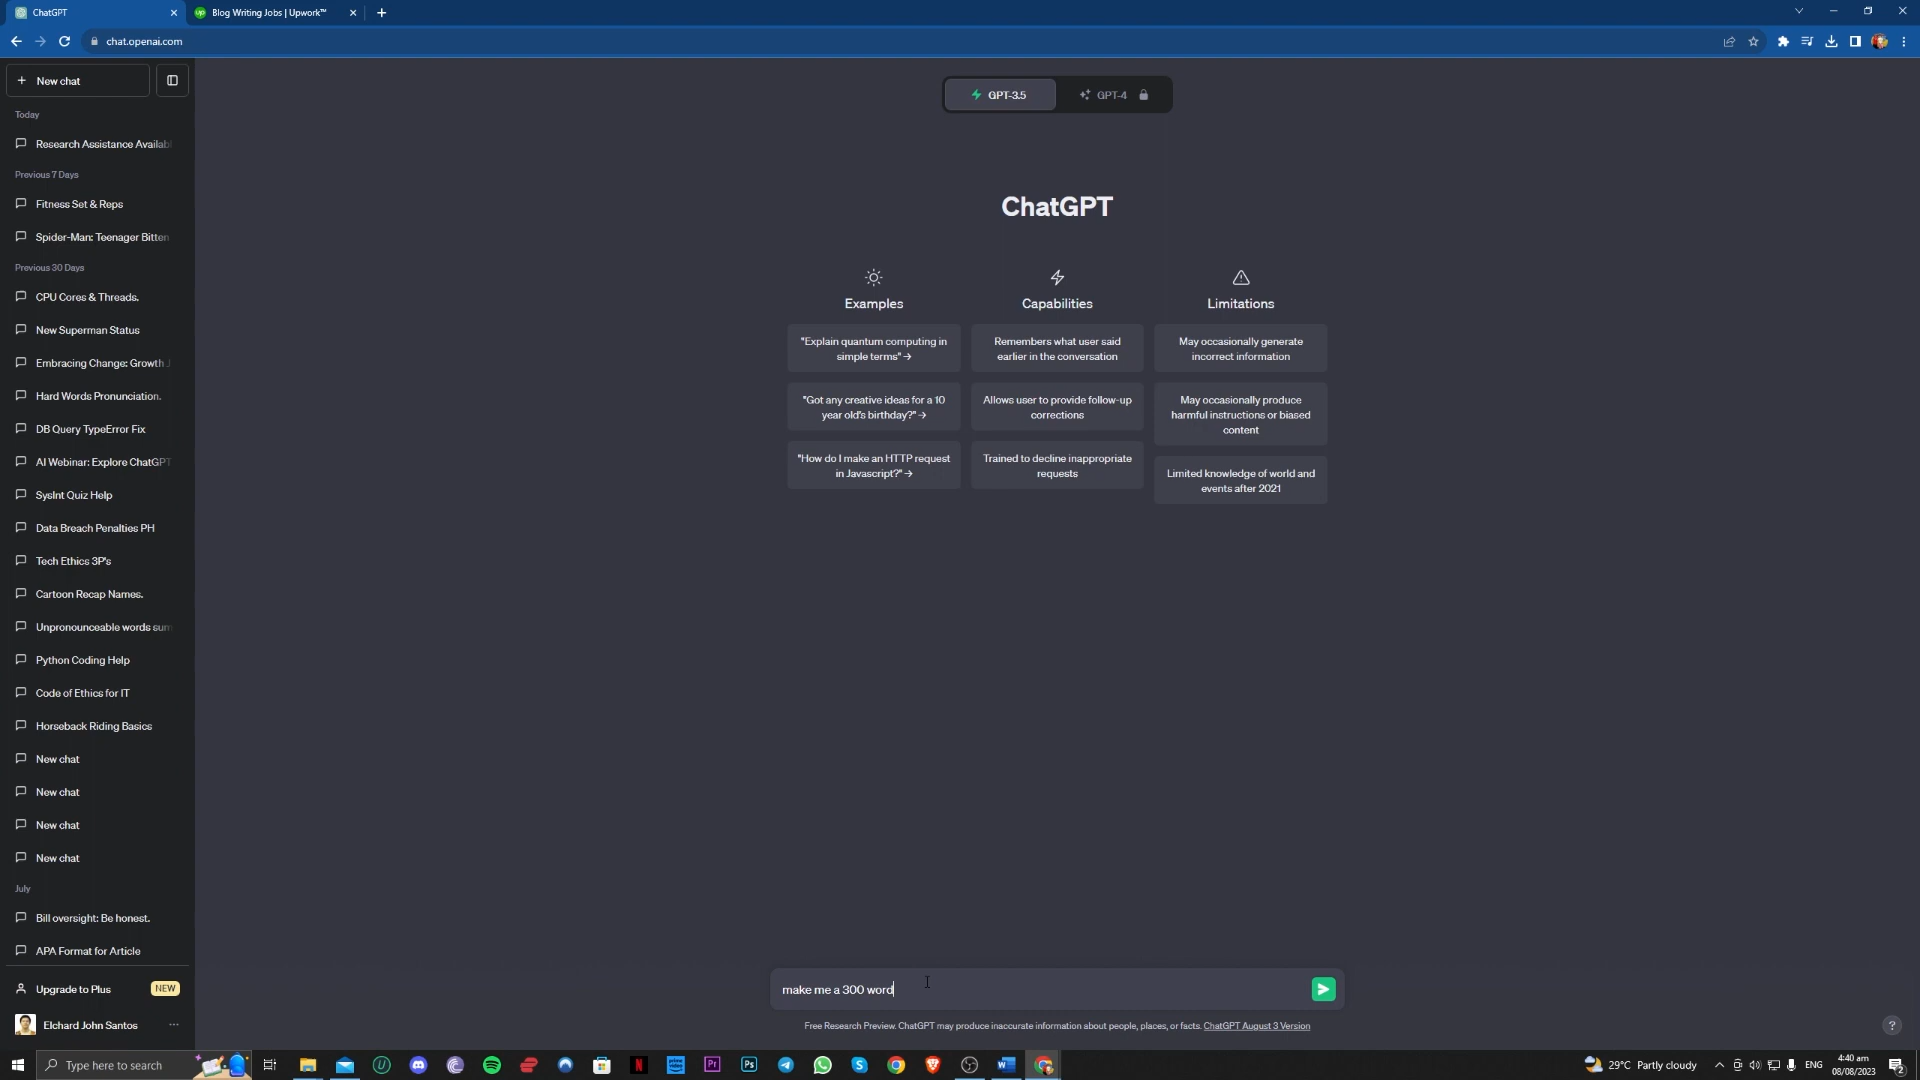 ChatGPT
Blog Writing Jobs | Upwork™
chat.openai.com
New chat
Today
Research Assistance Availabl
Previous 7 Days
Fitness Set & Reps
Spider-Man: Teenager Bitten
Previous 30 Days
CPU Cores & Threads.
New Superman Status
Embracing Change: Growth J
Hard Words Pronunciation.
DB Query TypeError Fix
AI Webinar: Explore ChatGPT
SysInt Quiz Help
Data Breach Penalties PH
Tech Ethics 3P's
Cartoon Recap Names.
Unpronounceable words sum
Python Coding Help
Code of Ethics for IT
Horseback Riding Basics
New chat
New chat
New chat
New chat
July
Bill oversight: Be honest.
APA Format for Article
Upgrade to Plus NEW
Elchard John Santos
GPT-3.5 GPT-4
ChatGPT
Examples
"Explain quantum computing in
simple terms" →
"Got any creative ideas for a 10
year old's birthday?" →
"How do I make an HTTP request
in Javascript?" →
Capabilities
Remembers what user said
earlier in the conversation
Allows user to provide follow-up
corrections
Trained to decline inappropriate
requests
Limitations
May occasionally generate
incorrect information
May occasionally produce
harmful instructions or biased
content
Limited knowledge of world and
events after 2021
make me a 300 word
Free Research Preview. ChatGPT may produce inaccurate information about people, places, or facts. ChatGPT August 3 Version
?
Type here to search
29°C Partly cloudy
ENG
4:40 am
08/08/2023